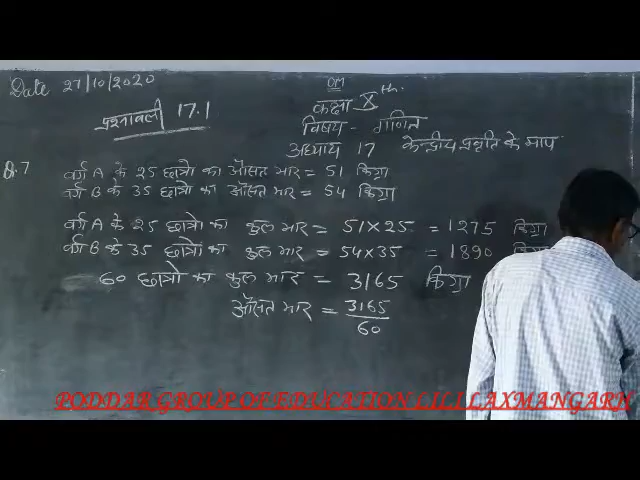 Date 27/10/2020
OM
कक्षा Xth.
प्रश्नावली 17.1
विषय - गणित
अध्याय 17 केन्द्रीय प्रवृति के माप
Q.7 वर्ग A के 25 छात्रो का औसत भार = 51 किग्रा
वर्ग B के 35 छात्रो का औसत भार = 54 किग्रा
वर्ग A के 25 छात्रो का कुल भार = 51×25 = 1275 किग्रा
वर्ग B के 35 छात्रो का कुल भार = 54×35 = 1890 किग्रा
60 छात्रो का कुल भार = 3165 किग्रा
औसत भार = 3165/60
PODDAR GROUP OF EDUCATION LILI LAXMANGARH